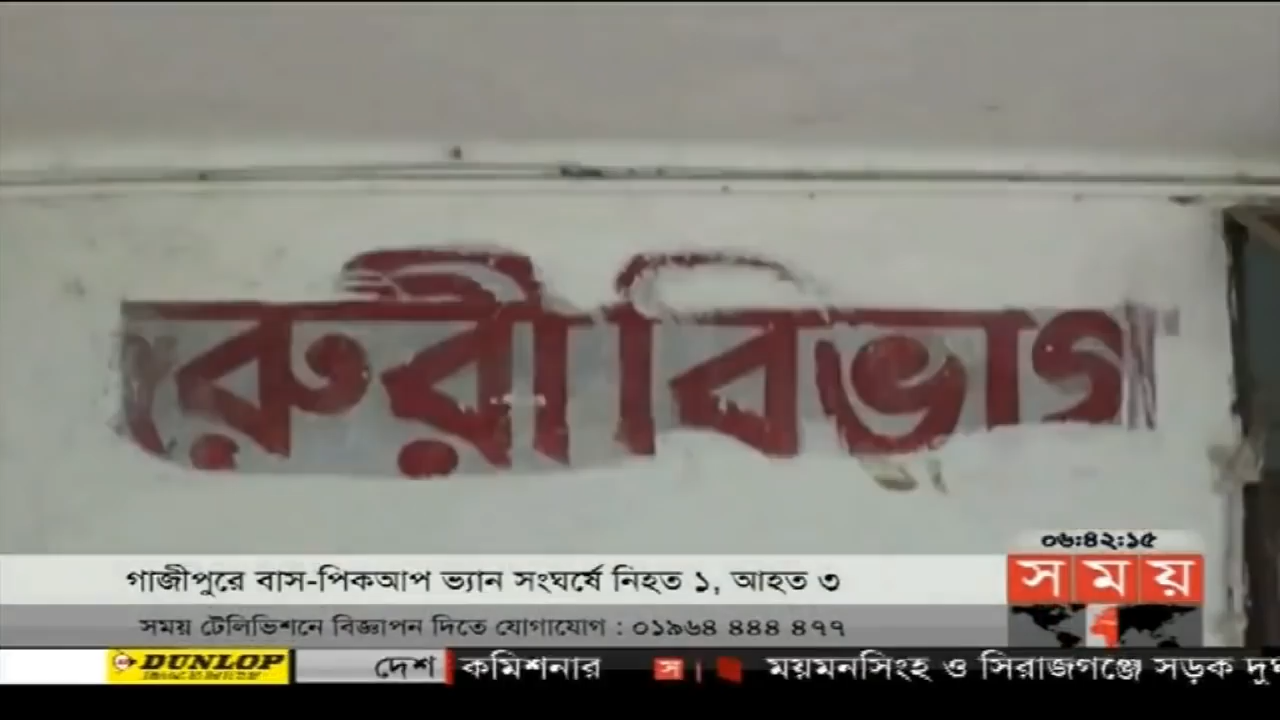 রুরী বিভাগ
০৬:৪২:১৫
সময়
গাজীপুরে বাস-পিকআপ ভ্যান সংঘর্ষে নিহত ১, আহত ৩
সময় টেলিভিশনে বিজ্ঞাপন দিতে যোগাযোগ : ০১৯৬৪ ৪৪৪ ৪৭৭
DUNLOP দেশ কমিশনার স ময়মনসিংহ ও সিরাজগঞ্জে সড়ক